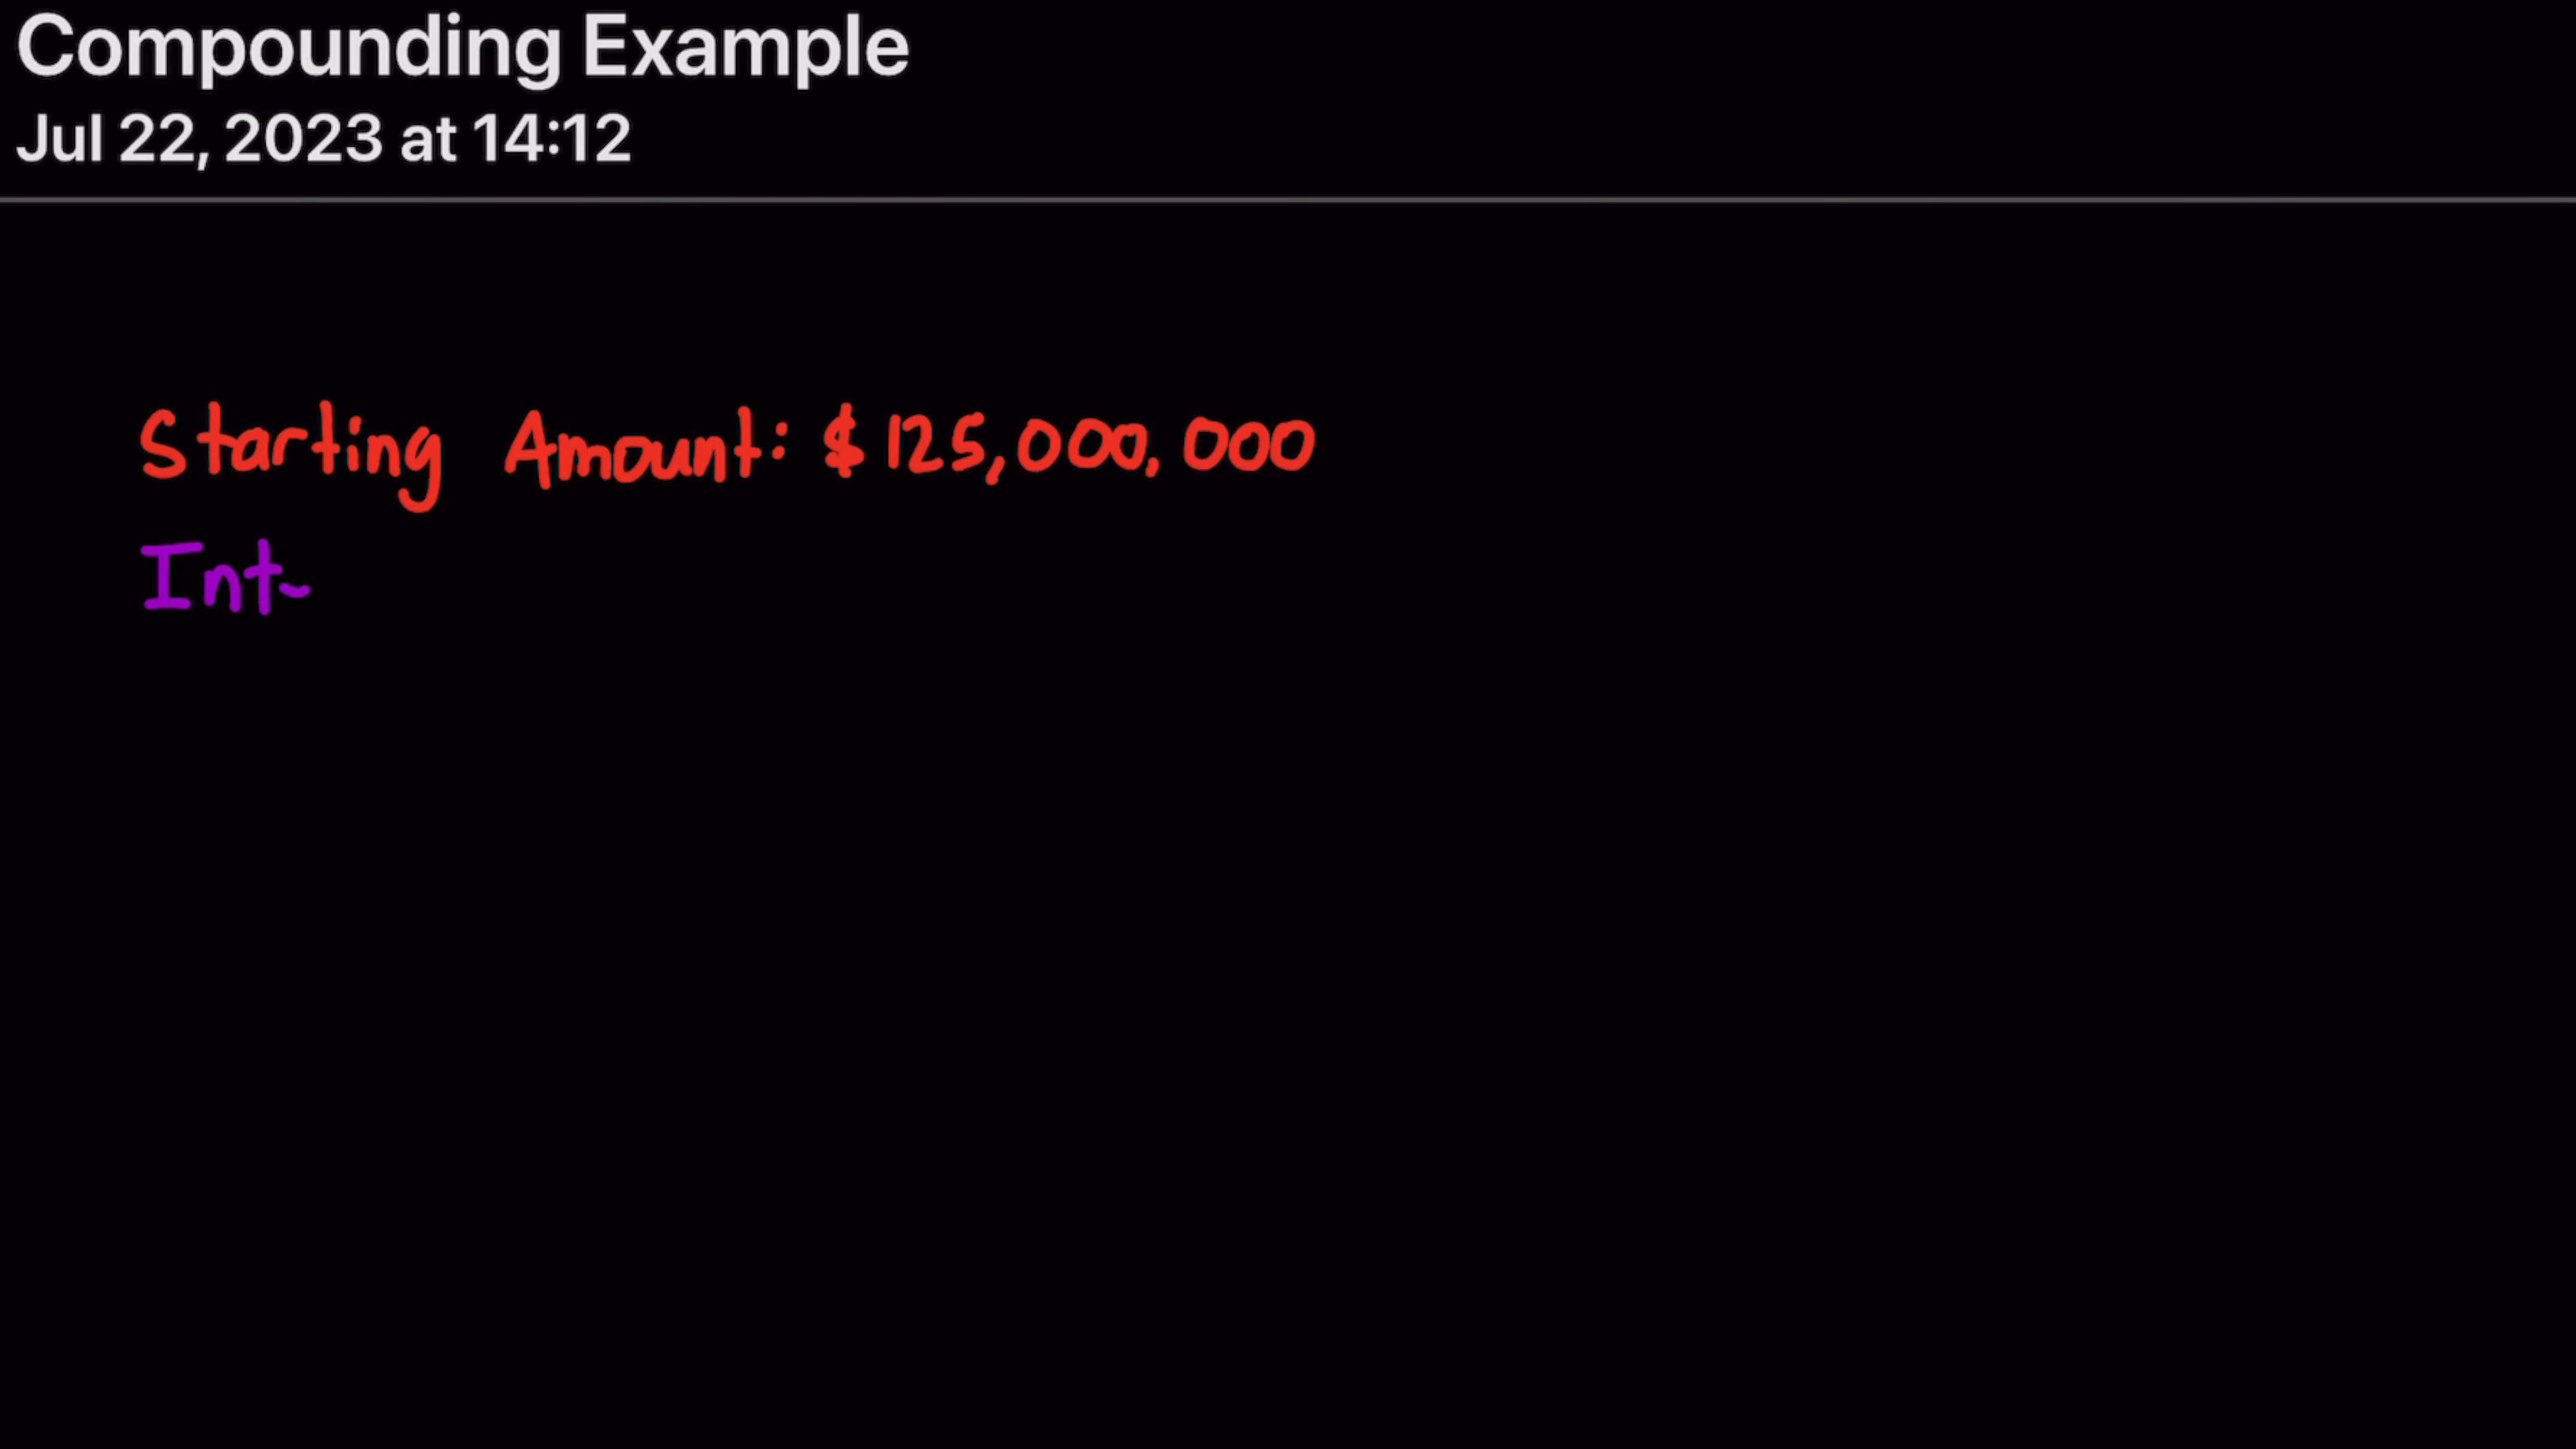 Compounding Example
Jul 22, 2023 at 14:12
Starting Amount: $125,000,000
Int